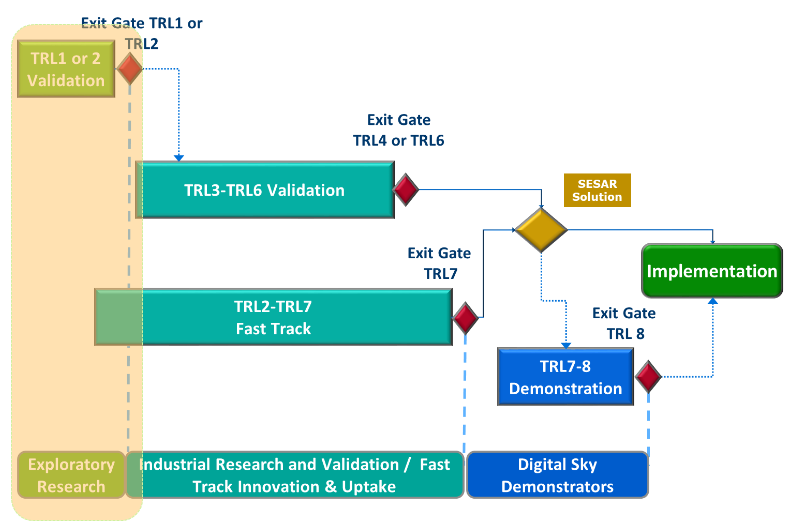 Exit Gate TRL1 or
TRL2
TRL1 or 2
Validation
Exit Gate
TRL4 or TRL6
TRL3-TRL6 Validation
SESAR
Solution
Exit Gate
TRL7
Implementation
TRL2-TRL7
Fast Track
Exit Gate
TRL 8
TRL7-8
Demonstration
Exploratory
Research
Industrial Research and Validation / Fast
Track Innovation & Uptake
Digital Sky
Demonstrators